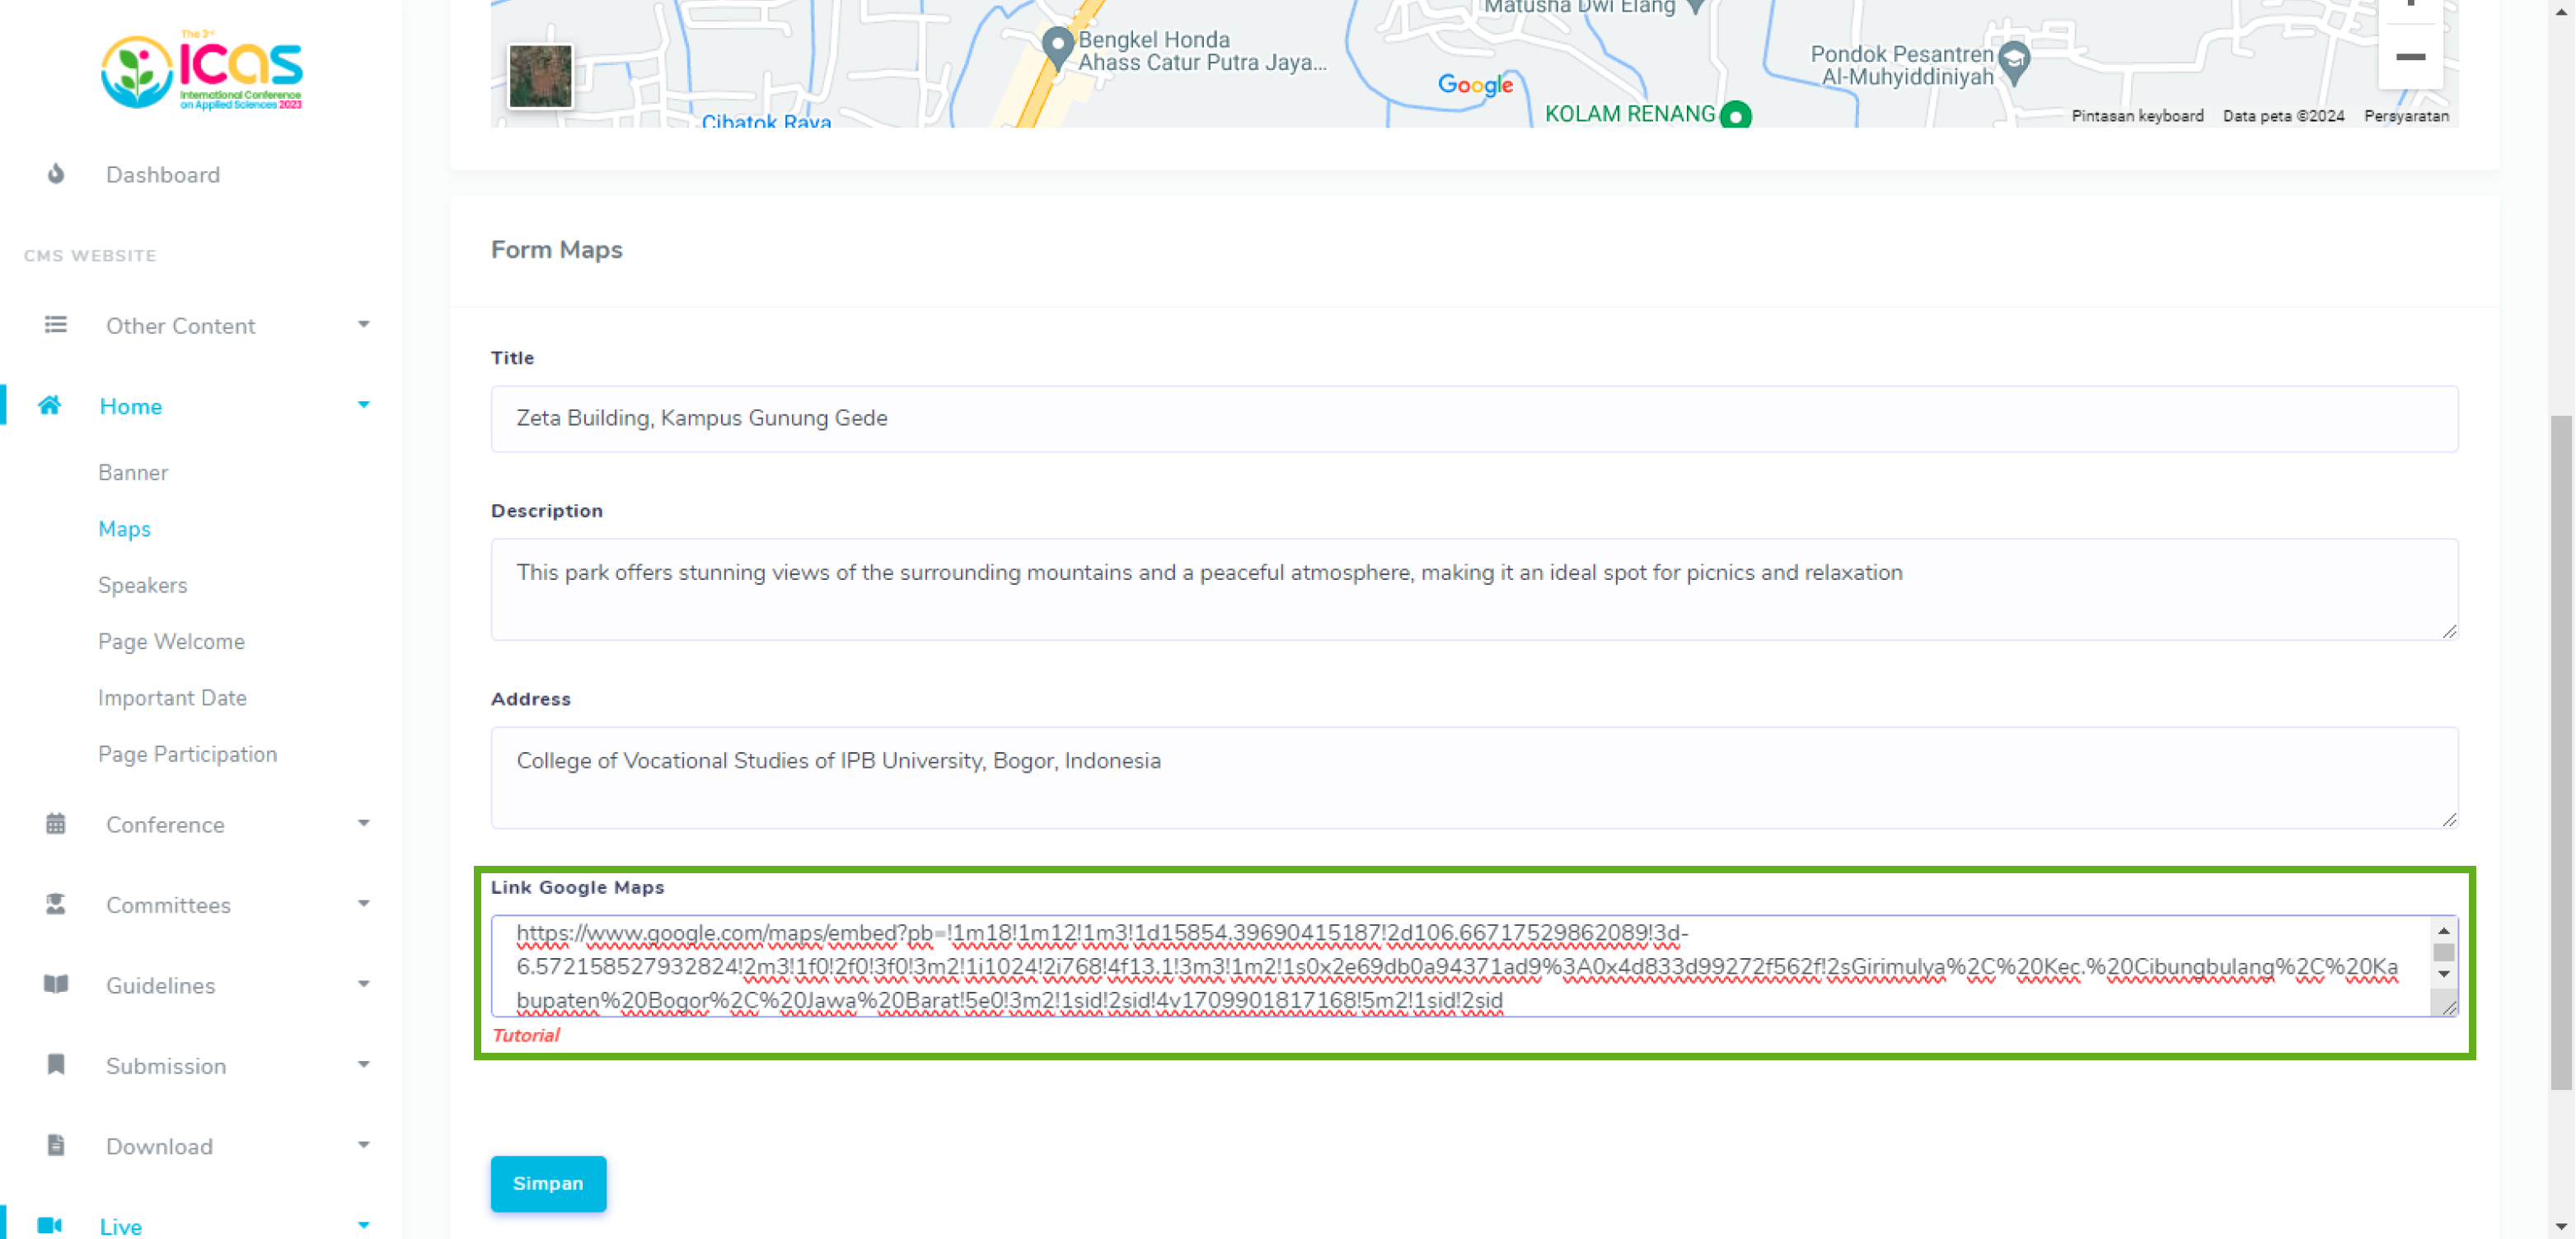 The 3rd
ICAS
International Conference
on Applied Sciences 2023
Dashboard
CMS WEBSITE
Other Content
Home
Banner
Maps
Speakers
Page Welcome
Important Date
Page Participation
Conference
Committees
Guidelines
Submission
Download
Live
Matusha Dwi Elang
Bengkel Honda
Ahass Catur Putra Jaya...
Cibatok Raya
Google
KOLAM RENANG
Pondok Pesantren
Al-Muhyiddiniyah
Pintasan keyboard Data peta ©2024 Persyaratan
Form Maps
Title
Zeta Building, Kampus Gunung Gede
Description
This park offers stunning views of the surrounding mountains and a peaceful atmosphere, making it an ideal spot for picnics and relaxation
Address
College of Vocational Studies of IPB University, Bogor, Indonesia
Link Google Maps
https://www.google.com/maps/embed?pb=!1m18!1m12!1m3!1d15854.39690415187!2d106.66717529862089!3d-
6.572158527932824!2m3!1f0!2f0!3f0!3m2!1i1024!2i768!4f13.1!3m3!1m2!1s0x2e69db0a94371ad9%3A0x4d833d99272f562f!2sGirimulya%2C%20Kec.%20Cibungbulang%2C%20Ka
bupaten%20Bogor%2C%20Jawa%20Barat!5e0!3m2!1sid!2sid!4v1709901817168!5m2!1sid!2sid
Tutorial
Simpan